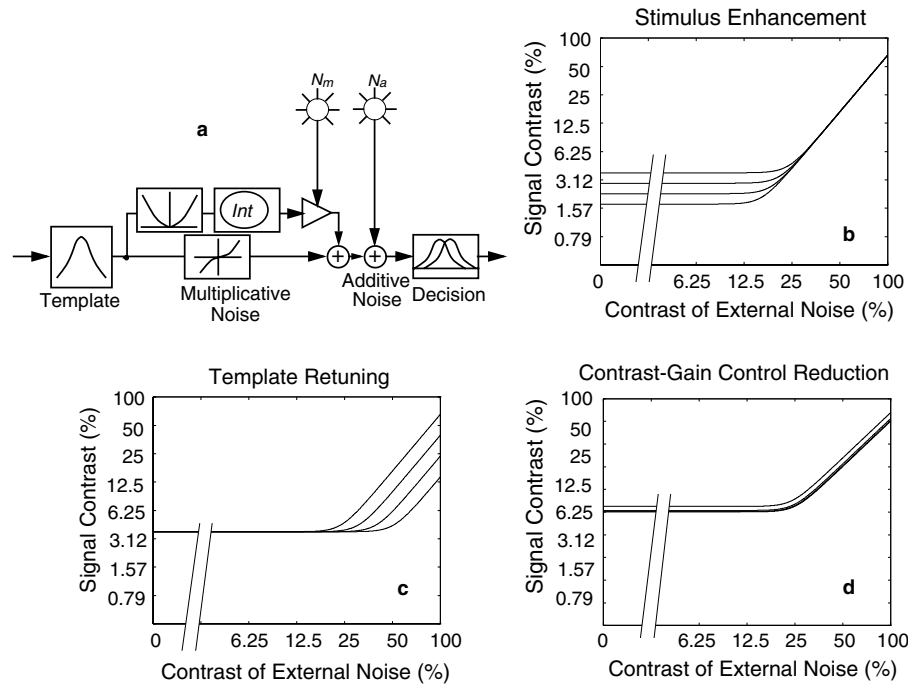 a
Nm
Na
Int
Template
Multiplicative
Noise
Additive
Noise
Decision
Stimulus Enhancement
Signal Contrast (%)
100
50
25
12.5
6.25
3.12
1.57
0.79
b
0
6.25
12.5
25
50
100
Contrast of External Noise (%)
Template Retuning
Signal Contrast (%)
100
50
25
12.5
6.25
3.12
1.57
0.79
c
0
6.25
12.5
25
50
100
Contrast of External Noise (%)
Contrast-Gain Control Reduction
Signal Contrast (%)
100
50
25
12.5
6.25
3.12
1.57
0.79
d
0
6.25
12.5
25
50
100
Contrast of External Noise (%)